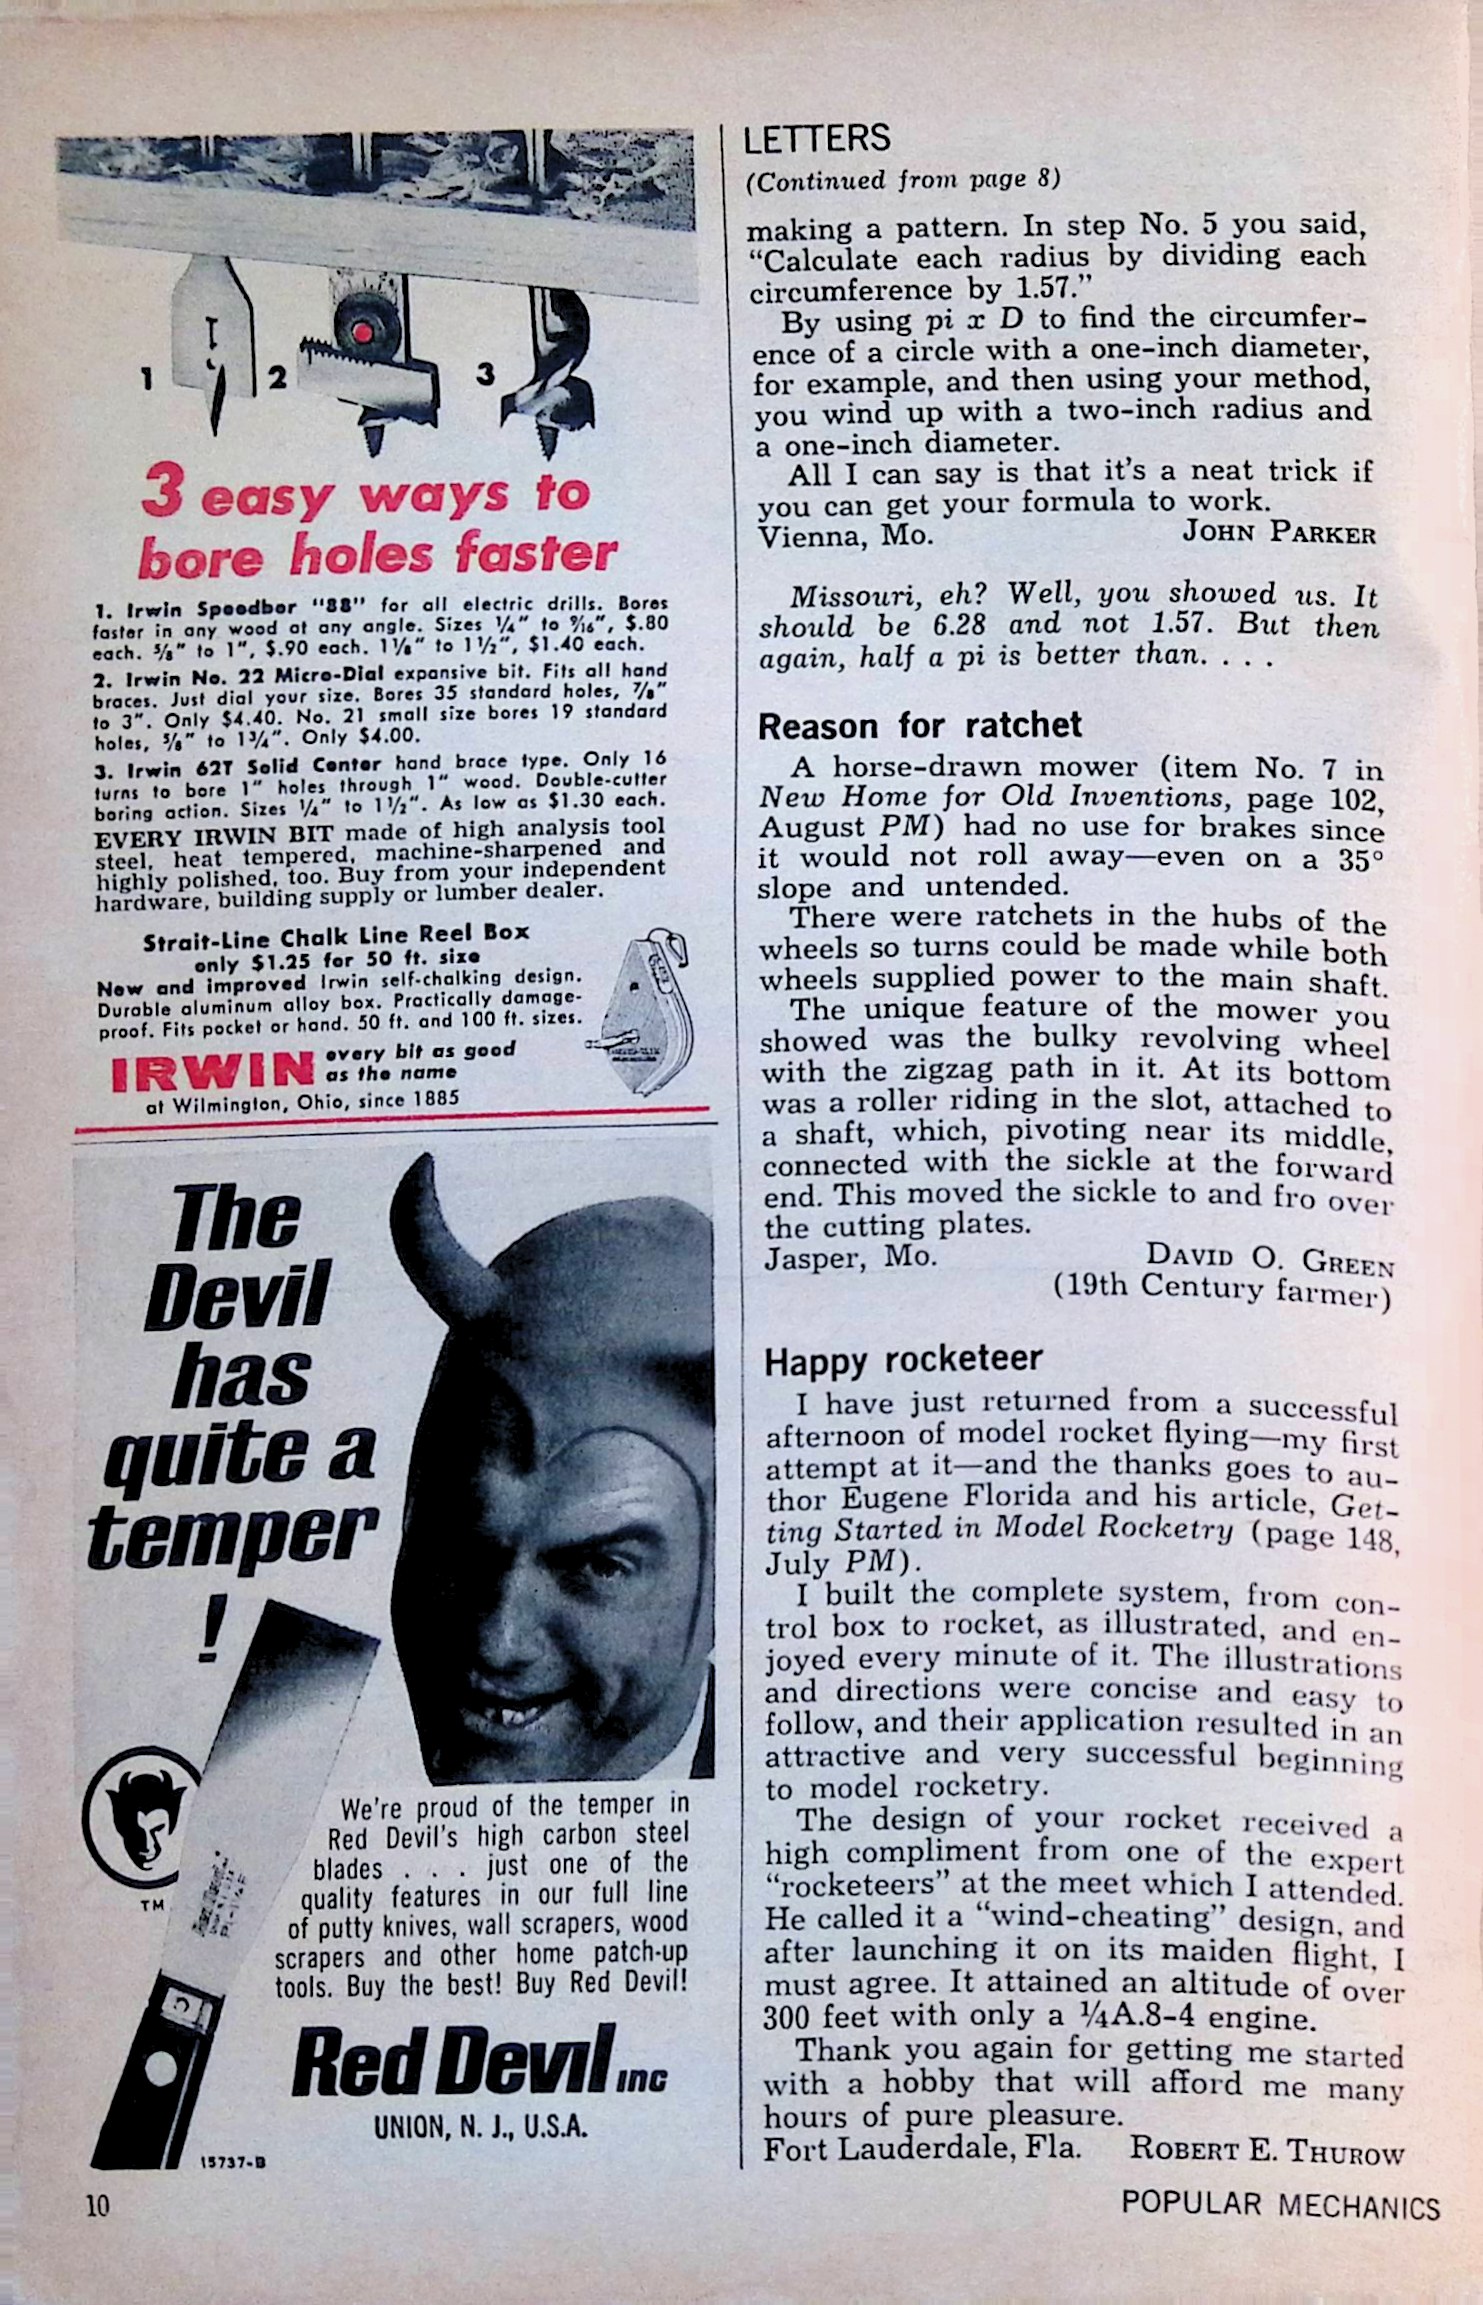 1
2
3
3 easy ways to
bore holes faster
1. Irwin Speedbor "88" for all electric drills. Bores
faster in any wood at any angle. Sizes ¼" to 9/16", $.80
each. ⅝" to 1", $.90 each. 1⅛" to 1½", $1.40 each.
2. Irwin No. 22 Micro-Dial expansive bit. Fits all hand
braces. Just dial your size. Bores 35 standard holes, ⅞"
to 3". Only $4.40. No. 21 small size bores 19 standard
holes, ⅝" to 1¾". Only $4.00.
3. Irwin 62T Solid Center hand brace type. Only 16
turns to bore 1" holes through 1" wood. Double-cutter
boring action. Sizes ¼" to 1½". As low as $1.30 each.
EVERY IRWIN BIT made of high analysis tool
steel, heat tempered, machine-sharpened and
highly polished, too. Buy from your independent
hardware, building supply or lumber dealer.
Strait-Line Chalk Line Reel Box
only $1.25 for 50 ft. size
New and improved Irwin self-chalking design.
Durable aluminum alloy box. Practically damage-
proof. Fits pocket or hand. 50 ft. and 100 ft. sizes.
IRWIN every bit as good
as the name
at Wilmington, Ohio, since 1885
The
Devil
has
quite a
temper
!
TM
We're proud of the temper in
Red Devil's high carbon steel
blades . . . just one of the
quality features in our full line
of putty knives, wall scrapers, wood
scrapers and other home patch-up
tools. Buy the best! Buy Red Devil!
Red Devil inc
UNION, N. J., U.S.A.
15737-B
LETTERS
(Continued from page 8)
making a pattern. In step No. 5 you said,
"Calculate each radius by dividing each
circumference by 1.57."
By using pi x D to find the circumfer-
ence of a circle with a one-inch diameter,
for example, and then using your method,
you wind up with a two-inch radius and
a one-inch diameter.
All I can say is that it's a neat trick if
you can get your formula to work.
Vienna, Mo. JOHN PARKER
Missouri, eh? Well, you showed us. It
should be 6.28 and not 1.57. But then
again, half a pi is better than. . . .
Reason for ratchet
A horse-drawn mower (item No. 7 in
New Home for Old Inventions, page 102,
August PM) had no use for brakes since
it would not roll away—even on a 35°
slope and untended.
There were ratchets in the hubs of the
wheels so turns could be made while both
wheels supplied power to the main shaft.
The unique feature of the mower you
showed was the bulky revolving wheel
with the zigzag path in it. At its bottom
was a roller riding in the slot, attached to
a shaft, which, pivoting near its middle,
connected with the sickle at the forward
end. This moved the sickle to and fro over
the cutting plates.
Jasper, Mo. DAVID O. GREEN
(19th Century farmer)
Happy rocketeer
I have just returned from a successful
afternoon of model rocket flying—my first
attempt at it—and the thanks goes to au-
thor Eugene Florida and his article, Get-
ting Started in Model Rocketry (page 148,
July PM).
I built the complete system, from con-
trol box to rocket, as illustrated, and en-
joyed every minute of it. The illustrations
and directions were concise and easy to
follow, and their application resulted in an
attractive and very successful beginning
to model rocketry.
The design of your rocket received a
high compliment from one of the expert
"rocketeers" at the meet which I attended.
He called it a "wind-cheating" design, and
after launching it on its maiden flight, I
must agree. It attained an altitude of over
300 feet with only a ¼A.8-4 engine.
Thank you again for getting me started
with a hobby that will afford me many
hours of pure pleasure.
Fort Lauderdale, Fla. ROBERT E. THUROW
10
POPULAR MECHANICS